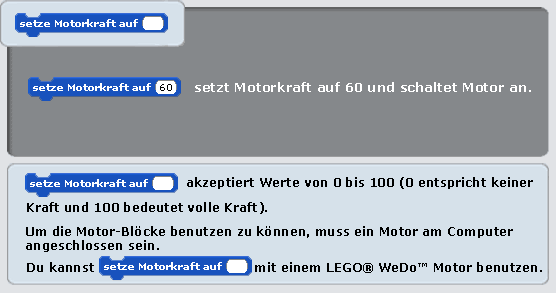 setze Motorkraft auf
setze Motorkraft auf 60 setzt Motorkraft auf 60 und schaltet Motor an.
setze Motorkraft auf akzeptiert Werte von 0 bis 100 (0 entspricht keiner
Kraft und 100 bedeutet volle Kraft).
Um die Motor-Blöcke benutzen zu können, muss ein Motor am Computer
angeschlossen sein.
Du kannst setze Motorkraft auf mit einem LEGO® WeDo™ Motor benutzen.